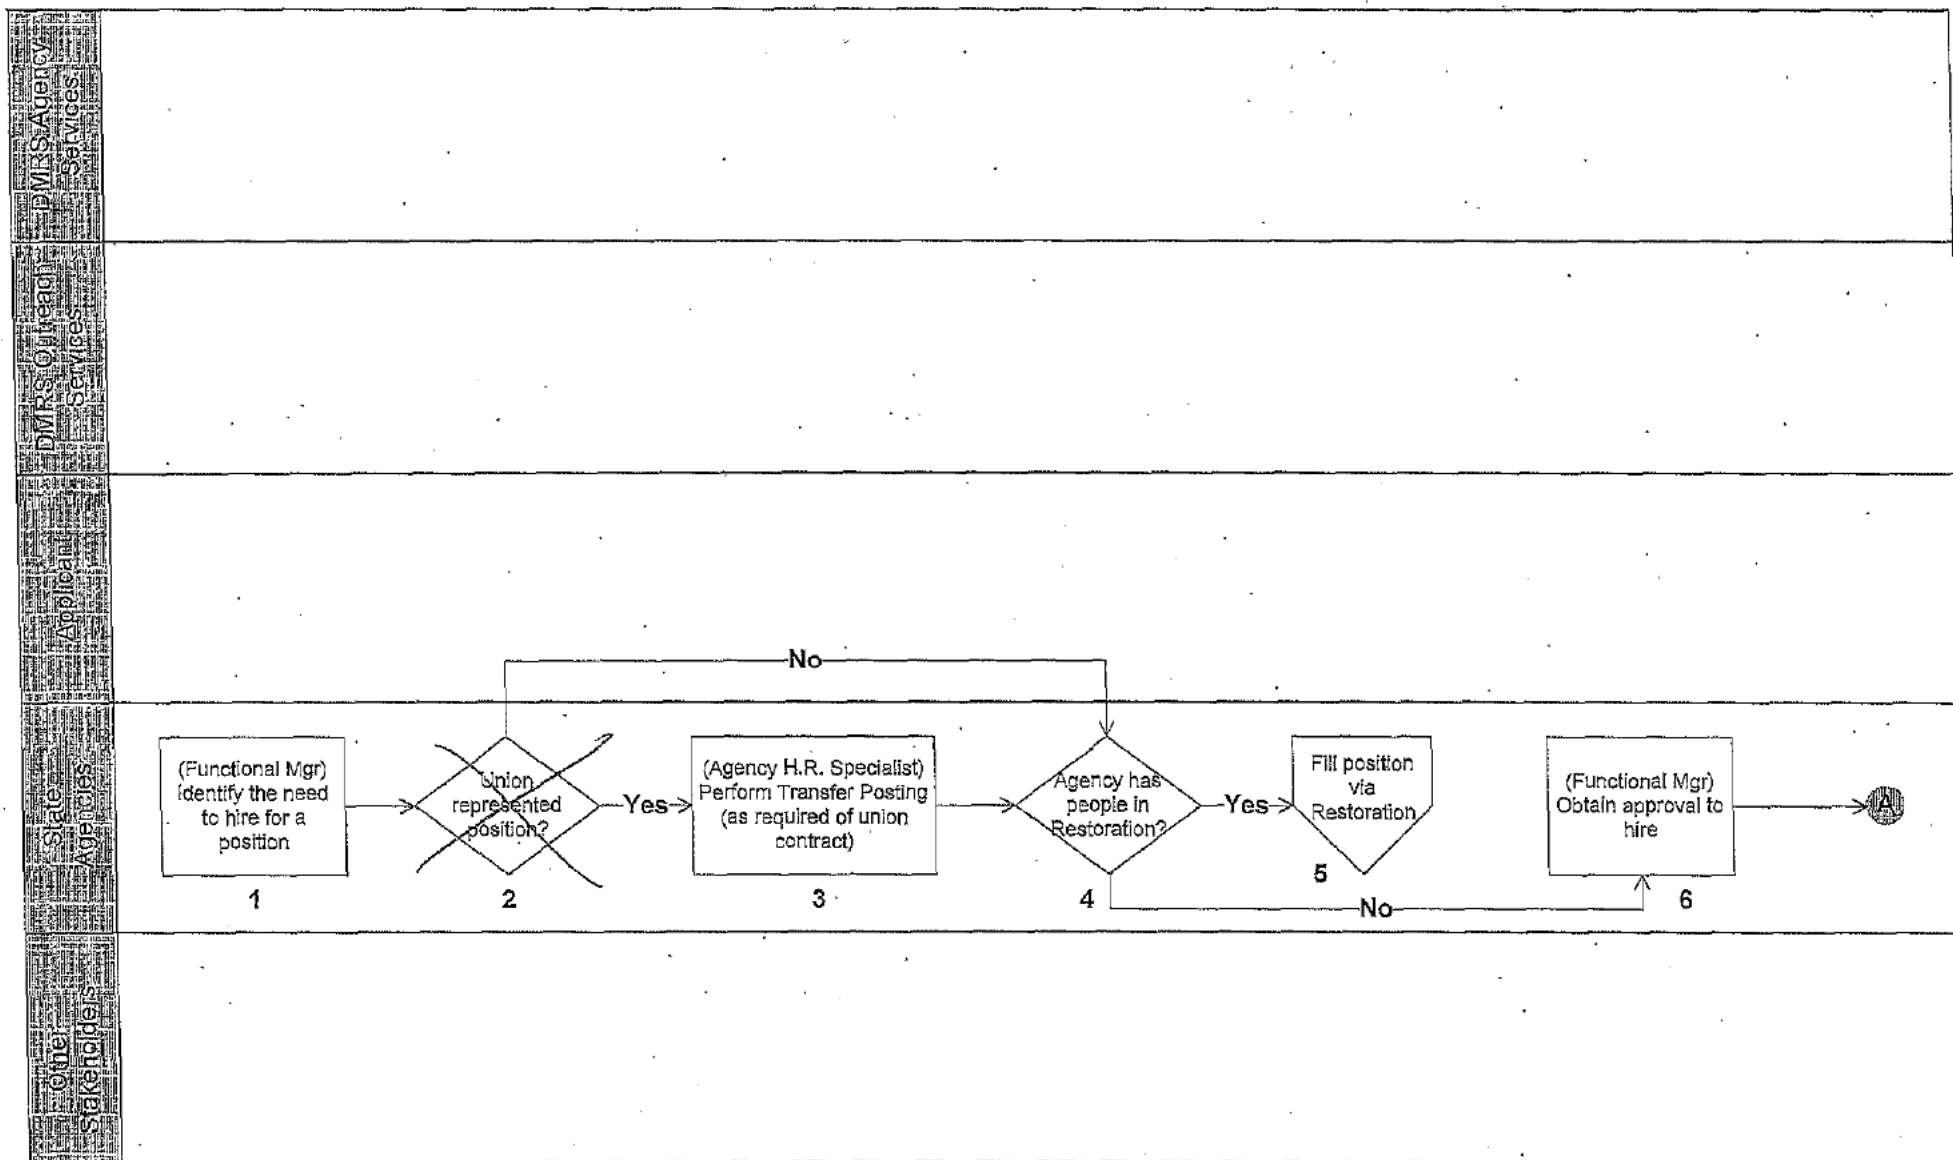 DMRS Agency
Services
DMRS Outreach
Services
Applicant
State
Agencies
Other
Stakeholders
No
(Functional Mgr)
Identify the need
to hire for a
position
1
Union
represented
position?
2
Yes
(Agency H.R. Specialist)
Perform Transfer Posting
(as required of union
contract)
3
Agency has
people in
Restoration?
4
Yes
Fill position
via
Restoration
5
No
(Functional Mgr)
Obtain approval to
hire
6
A